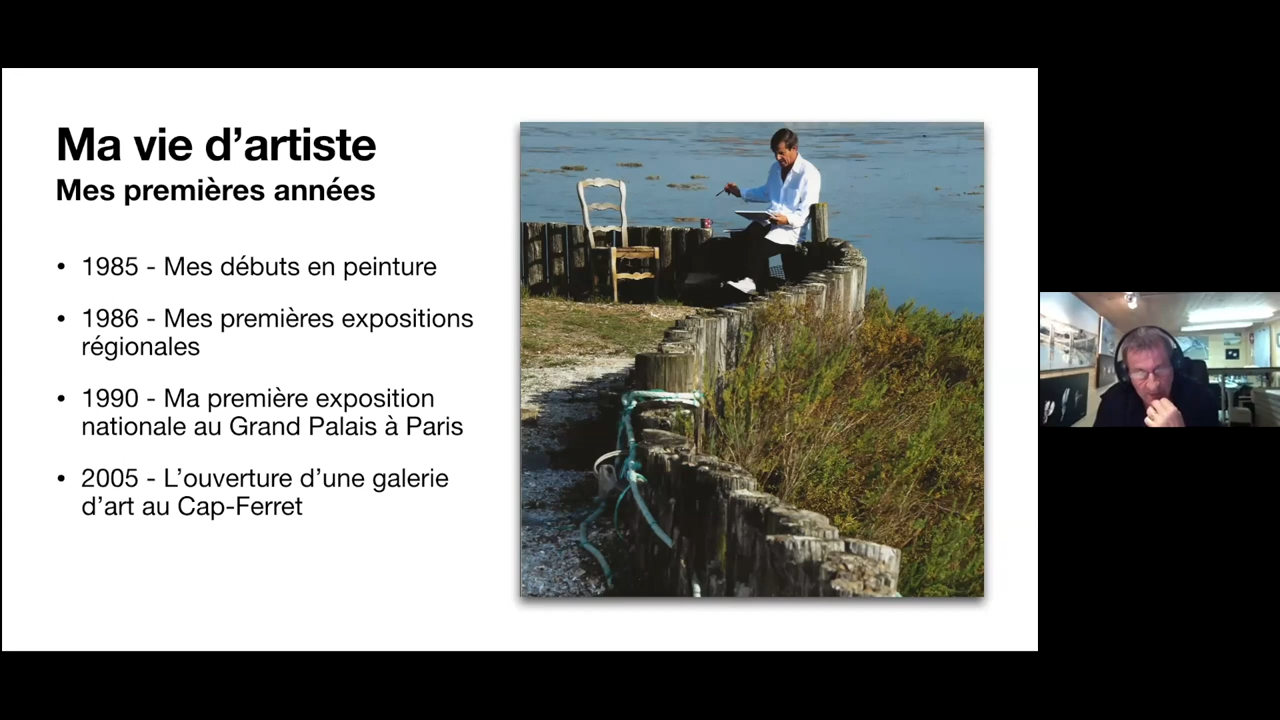 Ma vie d’artiste
Mes premières années
• 1985 - Mes débuts en peinture
• 1986 - Mes premières expositions
régionales
• 1990 - Ma première exposition
nationale au Grand Palais à Paris
• 2005 - L’ouverture d’une galerie
d’art au Cap-Ferret